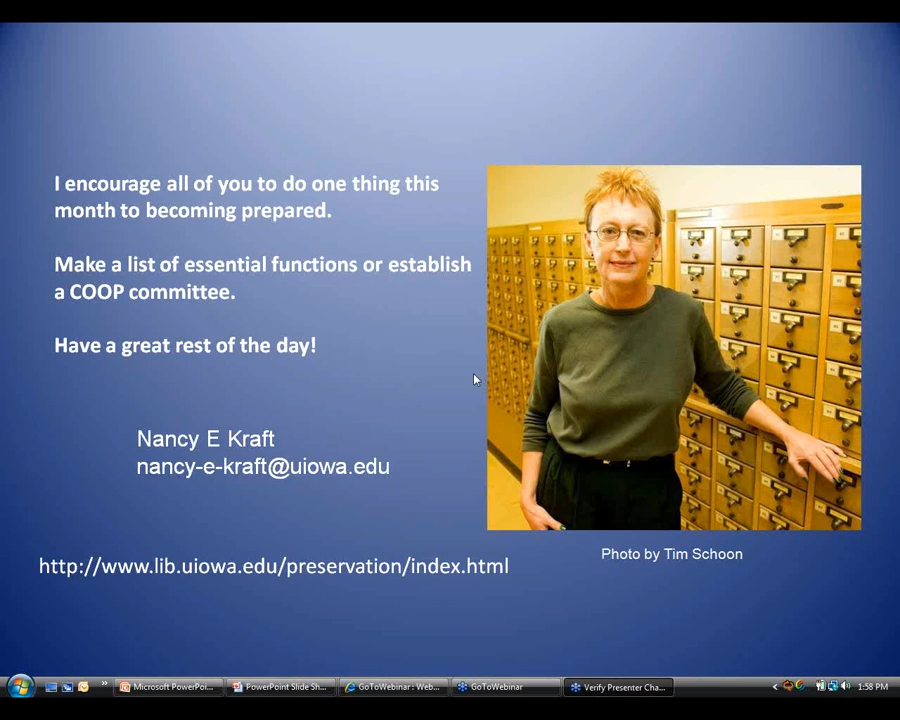 I encourage all of you to do one thing this
month to becoming prepared.
Make a list of essential functions or establish
a COOP committee.
Have a great rest of the day!
Nancy E Kraft
nancy-e-kraft@uiowa.edu
http://www.lib.uiowa.edu/preservation/index.html
Photo by Tim Schoon
Microsoft PowerPoi... PowerPoint Slide Sh... GoToWebinar : Web... GoToWebinar Verify Presenter Cha... 1:58 PM